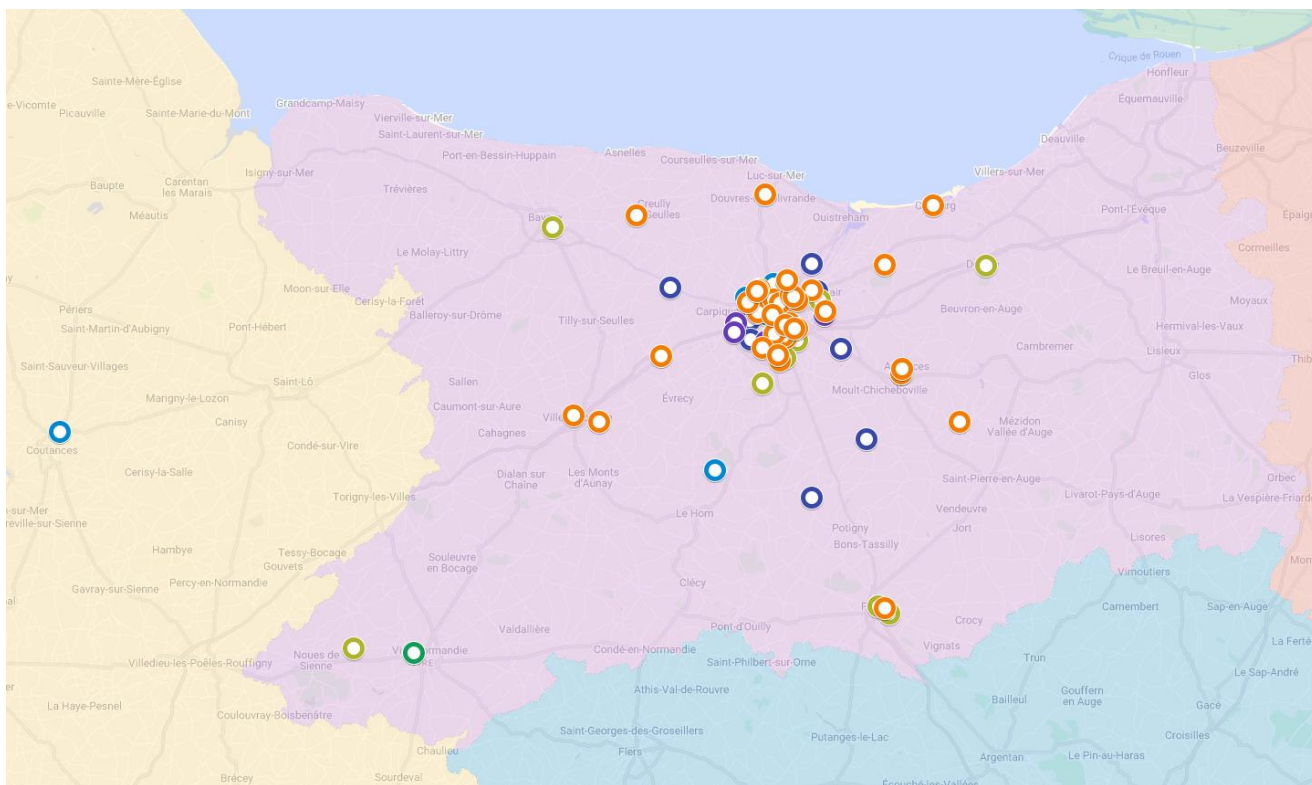 Crique de Rouen
Honfleur
Sainte-Mère-Église
Équemauville
Picauville
Sainte-Marie-du-Mont
Grandcamp-Maisy
Vierville-sur-Mer
Saint-Laurent-sur-Mer
Deauville
Beuzeville
Port-en-Bessin-Huppain
Asnelles
Courseulles-sur-Mer
Isigny-sur-Mer
Luc-sur-Mer
Villers-sur-Mer
Carentan
les Marais
Baupte
Trévières
Méautis
Ouistreham
Pont-l'Évêque
Le Molay-Littry
Cormeilles
Le Breuil-en-Auge
Moon-sur-Elle
Cerisy-la-Forêt
Moyaux
Périers
Balleroy-sur-Drôme
Beuvron-en-Auge
Saint-Martin-d'Aubigny
Pont-Hébert
Tilly-sur-Seulles
Hermival-les-Vaux
Cambremer
Lisieux
Saint-Sauveur-Villages
Saint-Lô
Sallen
Glos
Moult-Chicheboville
Évrecy
Marigny-le-Lozon
Caumont-sur-Aure
Canisy
Cahagnes
Mézidon
Vallée d'Auge
Coutances
Condé-sur-Vire
Cerisy-la-Salle
Dialan sur
Chaîne
Les Monts
d'Aunay
Saint-Pierre-en-Auge
Orbec
Torigny-les-Villes
Livarot-Pays-d'Auge
Le Hom
Vendeuvre
Potigny
Jort
Bons-Tassilly
Lisores
Hambye
Tessy-Bocage
Gouvets
Souleuvre
en Bocage
Vimoutiers
Gavray-sur-Sienne
Percy-en-Normandie
Clécy
Camembert
Sap-en-Auge
Crocy
Valdallière
Pont-d'Ouilly
Vignats
Noues de
Sienne
Condé-en-Normandie
Saint-Philbert-sur-Orne
Trun
Villedieu-les-Poêles-Rouffigny
Le Sap-André
Athis-Val-de-Rouvre
Gouffern
en Auge
Bailleul
La Haye-Pesnel
Coulouvray-Boisbenâtre
Gacé
Saint-Georges-des-Groseillers
Putanges-le-Lac
Croisilles
Chaulieu
Flers
Argentan
Le Pin-au-Haras
Brécey
Sourdeval
Écouché-les-Vallées